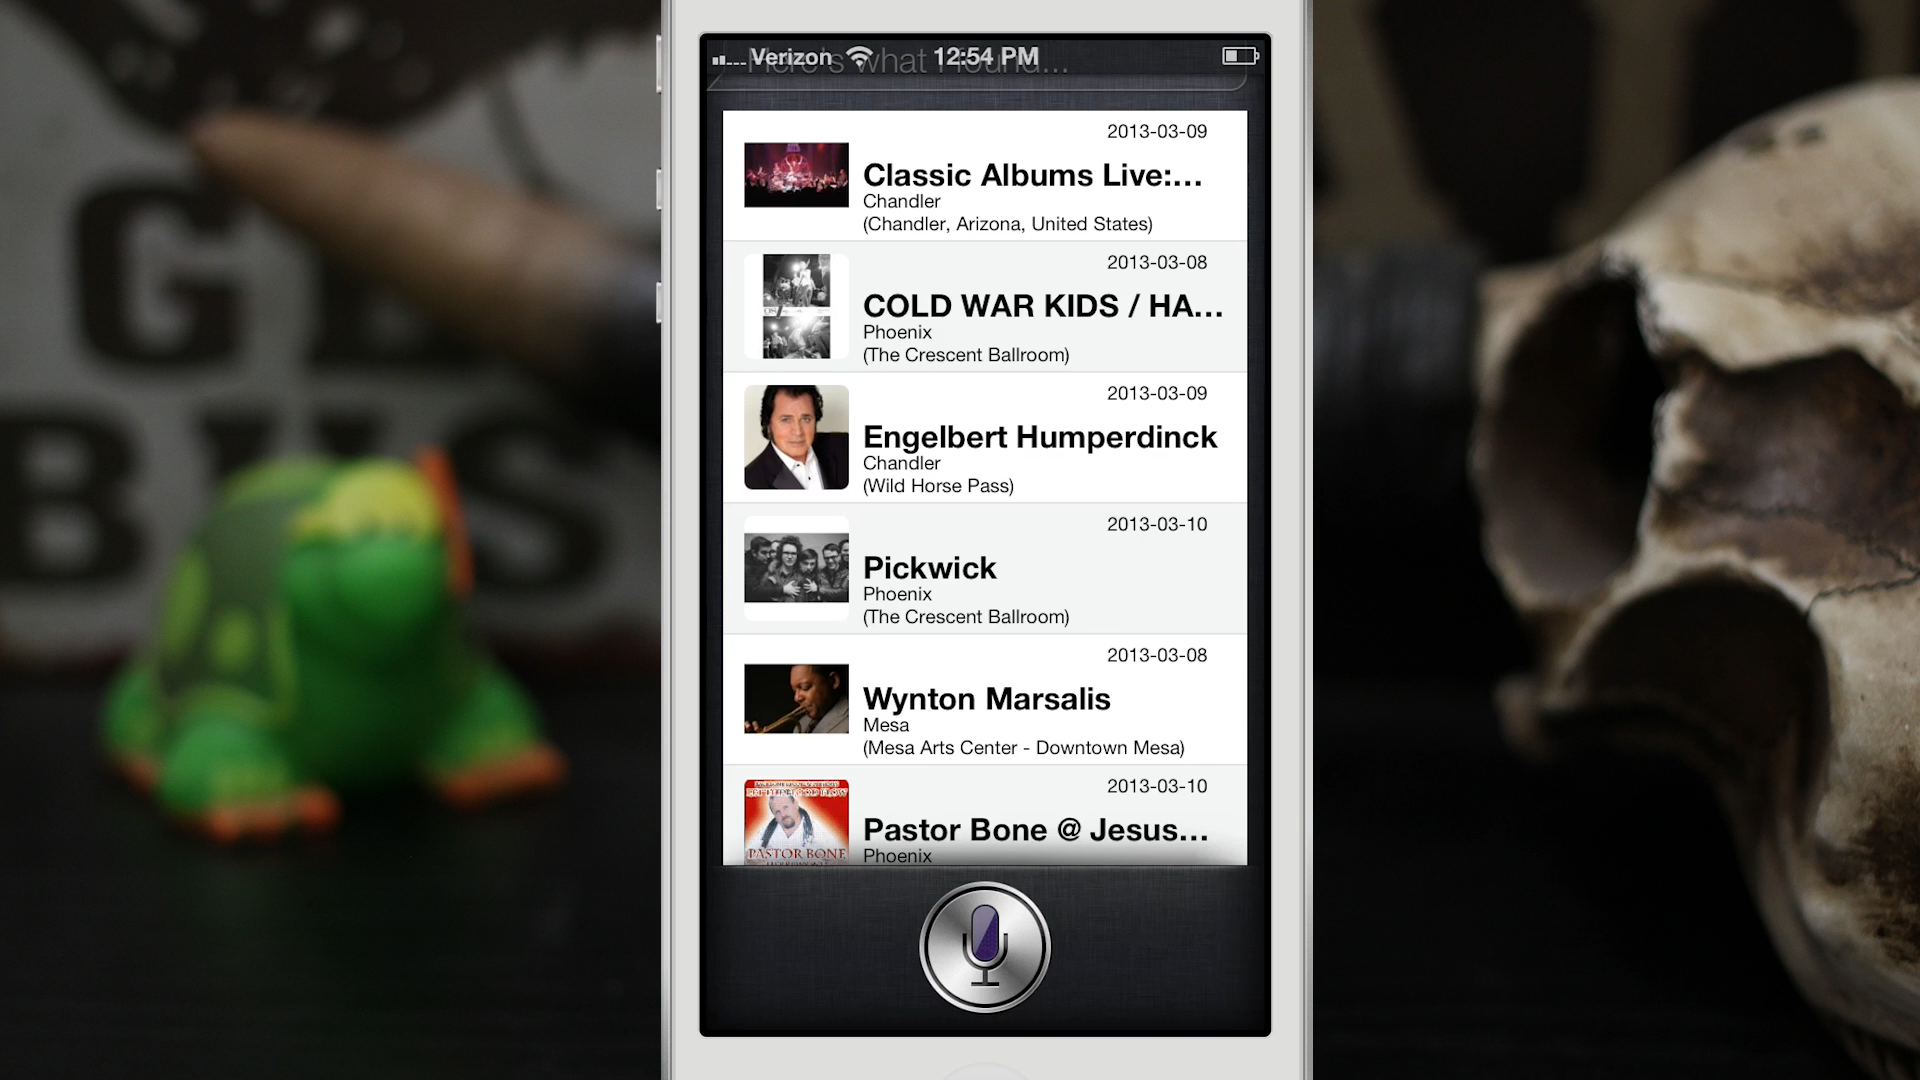 Verizon 12:54 PM
Here's what I found...
2013-03-09
Classic Albums Live:...
Chandler
(Chandler, Arizona, United States)
2013-03-08
COLD WAR KIDS / HA...
Phoenix
(The Crescent Ballroom)
2013-03-09
Engelbert Humperdinck
Chandler
(Wild Horse Pass)
2013-03-10
Pickwick
Phoenix
(The Crescent Ballroom)
2013-03-08
Wynton Marsalis
Mesa
(Mesa Arts Center - Downtown Mesa)
2013-03-10
PASTOR BONE
Pastor Bone @ Jesus...
Phoenix